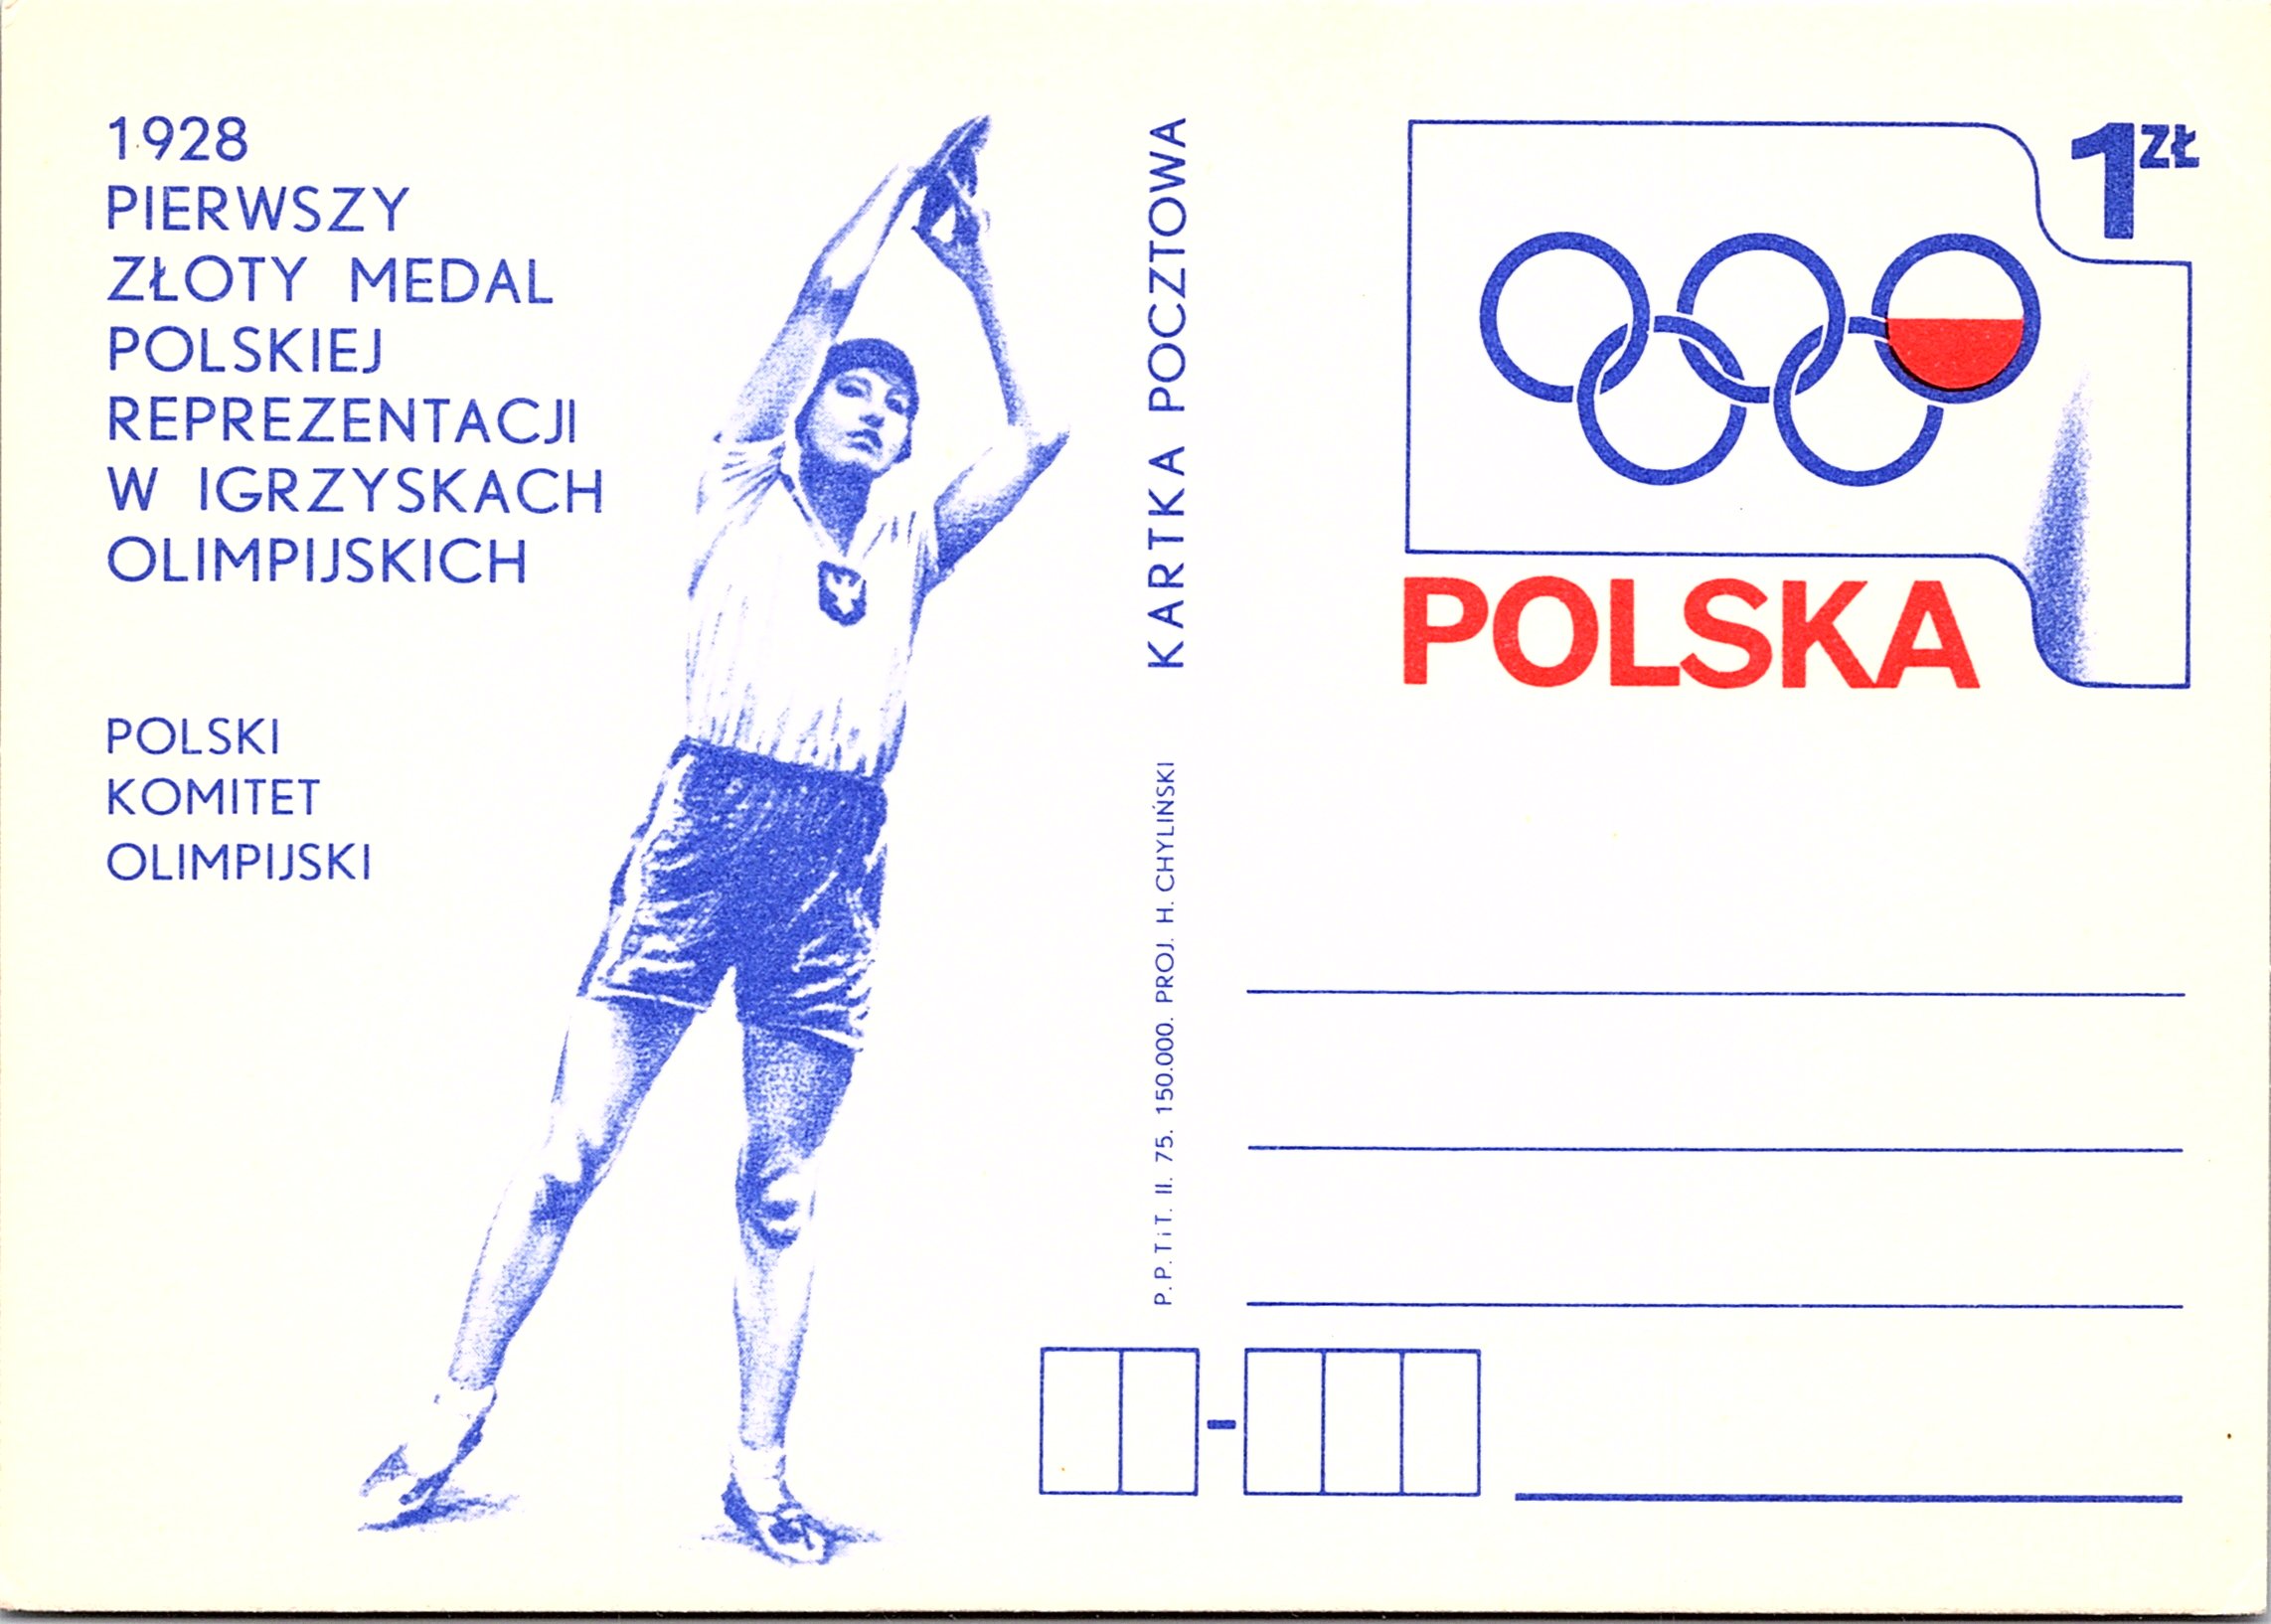 1928
PIERWSZY
ZŁOTY MEDAL
POLSKIEJ
REPREZENTACJI
W IGRZYSKACH
OLIMPIJSKICH
POLSKI
KOMITET
OLIMPIJSKI
KARTKA POCZTOWA
P.P.TiT. II. 75. 150.000. PROJ. H. CHYLIŃSKI
1 ZŁ
POLSKA